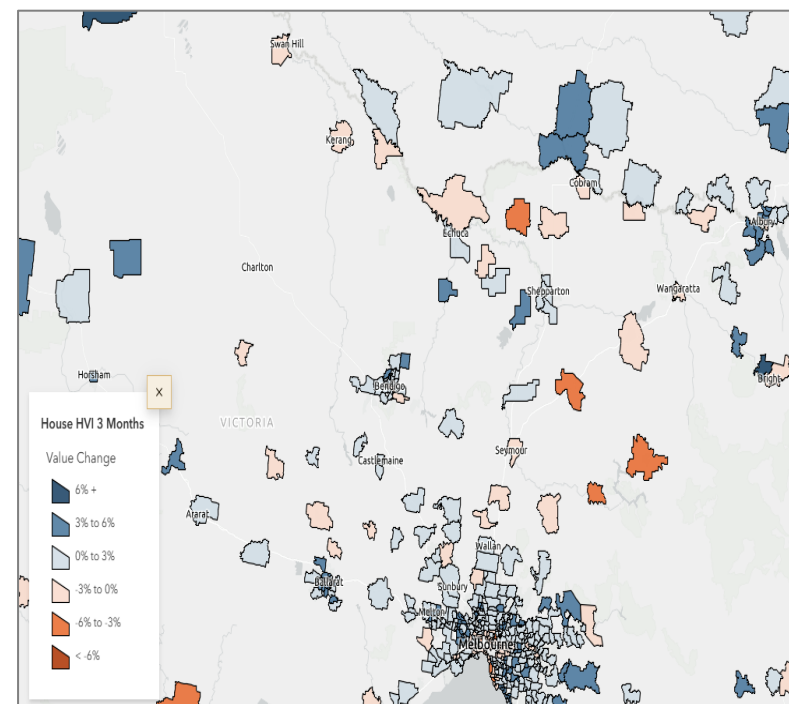 Swan Hill
Kerang
Cobram
Echuca
Albury
Charlton
Shepparton
Wangaratta
Horsham
Bendigo
Bright
X
House HVI 3 Months
Value Change
6% +
3% to 6%
0% to 3%
-3% to 0%
-6% to -3%
< -6%
VICTORIA
Castlemaine
Seymour
Ararat
Wallan
Ballarat
Sunbury
Melton
Melbourne